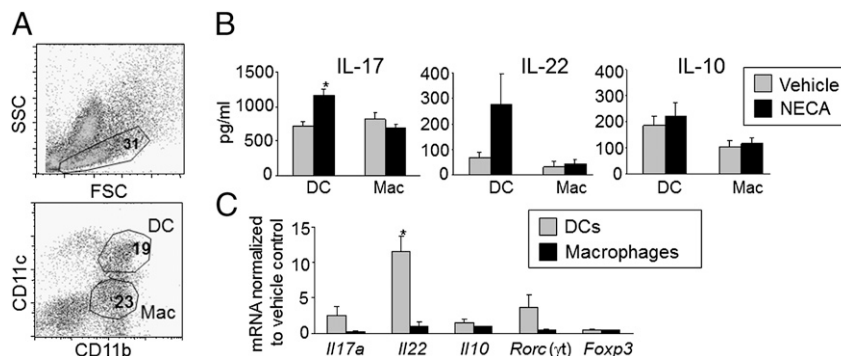 A
SSC
31
FSC
CD11c
DC
19
23
Mac
CD11b
B
IL-17
IL-22
IL-10
Vehicle
NECA
pg/ml
1500
1000
500
0
DC Mac
400
300
200
100
0
DC Mac
400
300
200
100
0
DC Mac
*
C
mRNA normalized
to vehicle control
15
10
5
0
*
DCs
Macrophages
Il17a Il22 Il10 Rorc (γt) Foxp3